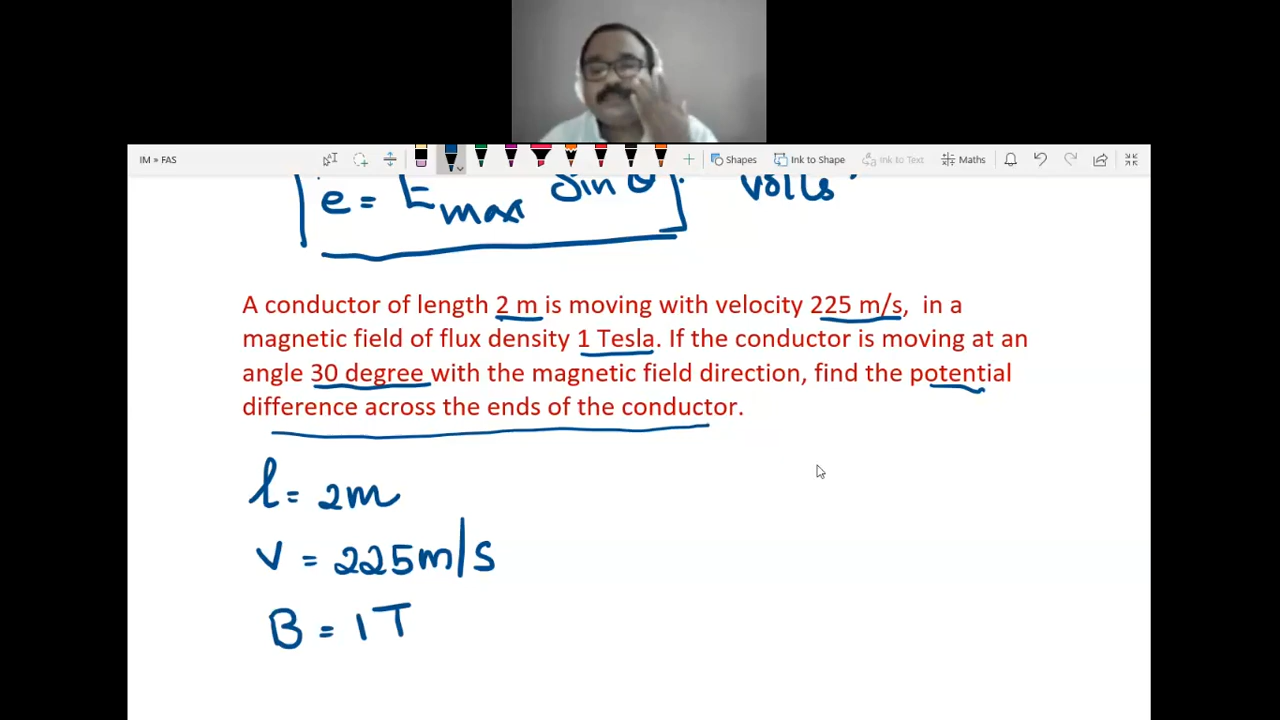 IM » FAS
Shapes Ink to Shape Ink to Text Maths
e = Emax Sin θ volts
A conductor of length 2 m is moving with velocity 225 m/s, in a
magnetic field of flux density 1 Tesla. If the conductor is moving at an
angle 30 degree with the magnetic field direction, find the potential
difference across the ends of the conductor.
l = 2m
v = 225m/s
B = 1T